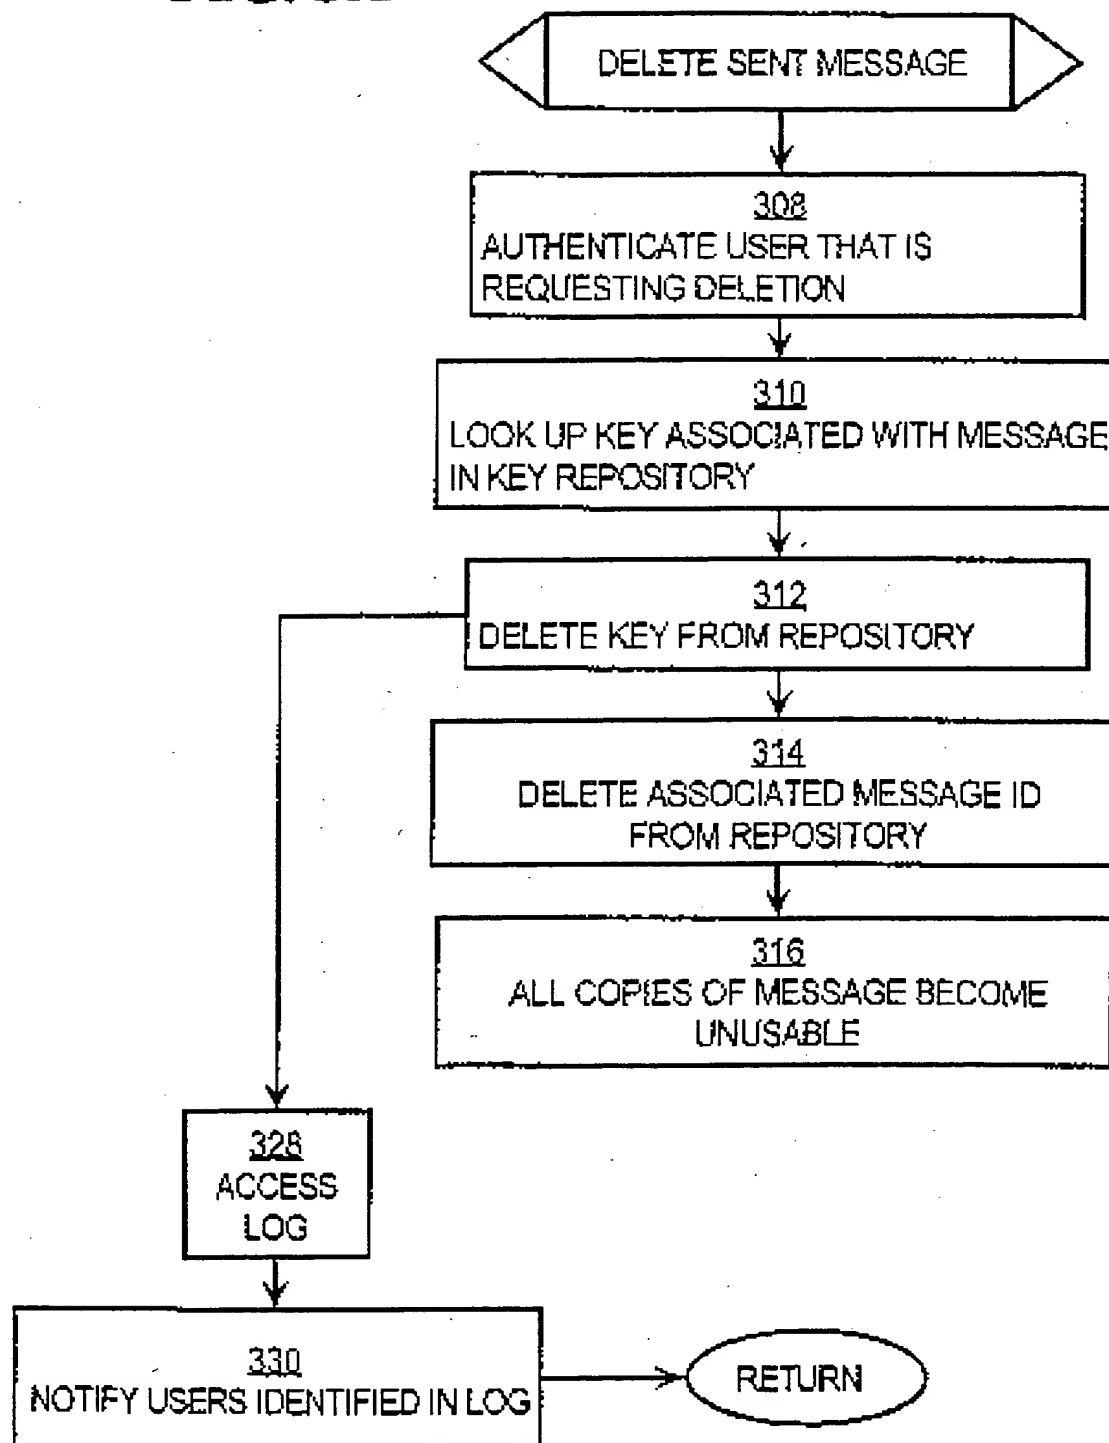 DELETE SENT MESSAGE
308
AUTHENTICATE USER THAT IS
REQUESTING DELETION
310
LOOK UP KEY ASSOCIATED WITH MESSAGE
IN KEY REPOSITORY
312
DELETE KEY FROM REPOSITORY
314
DELETE ASSOCIATED MESSAGE ID
FROM REPOSITORY
316
ALL COPIES OF MESSAGE BECOME
UNUSABLE
328
ACCESS
LOG
330
NOTIFY USERS IDENTIFIED IN LOG
RETURN